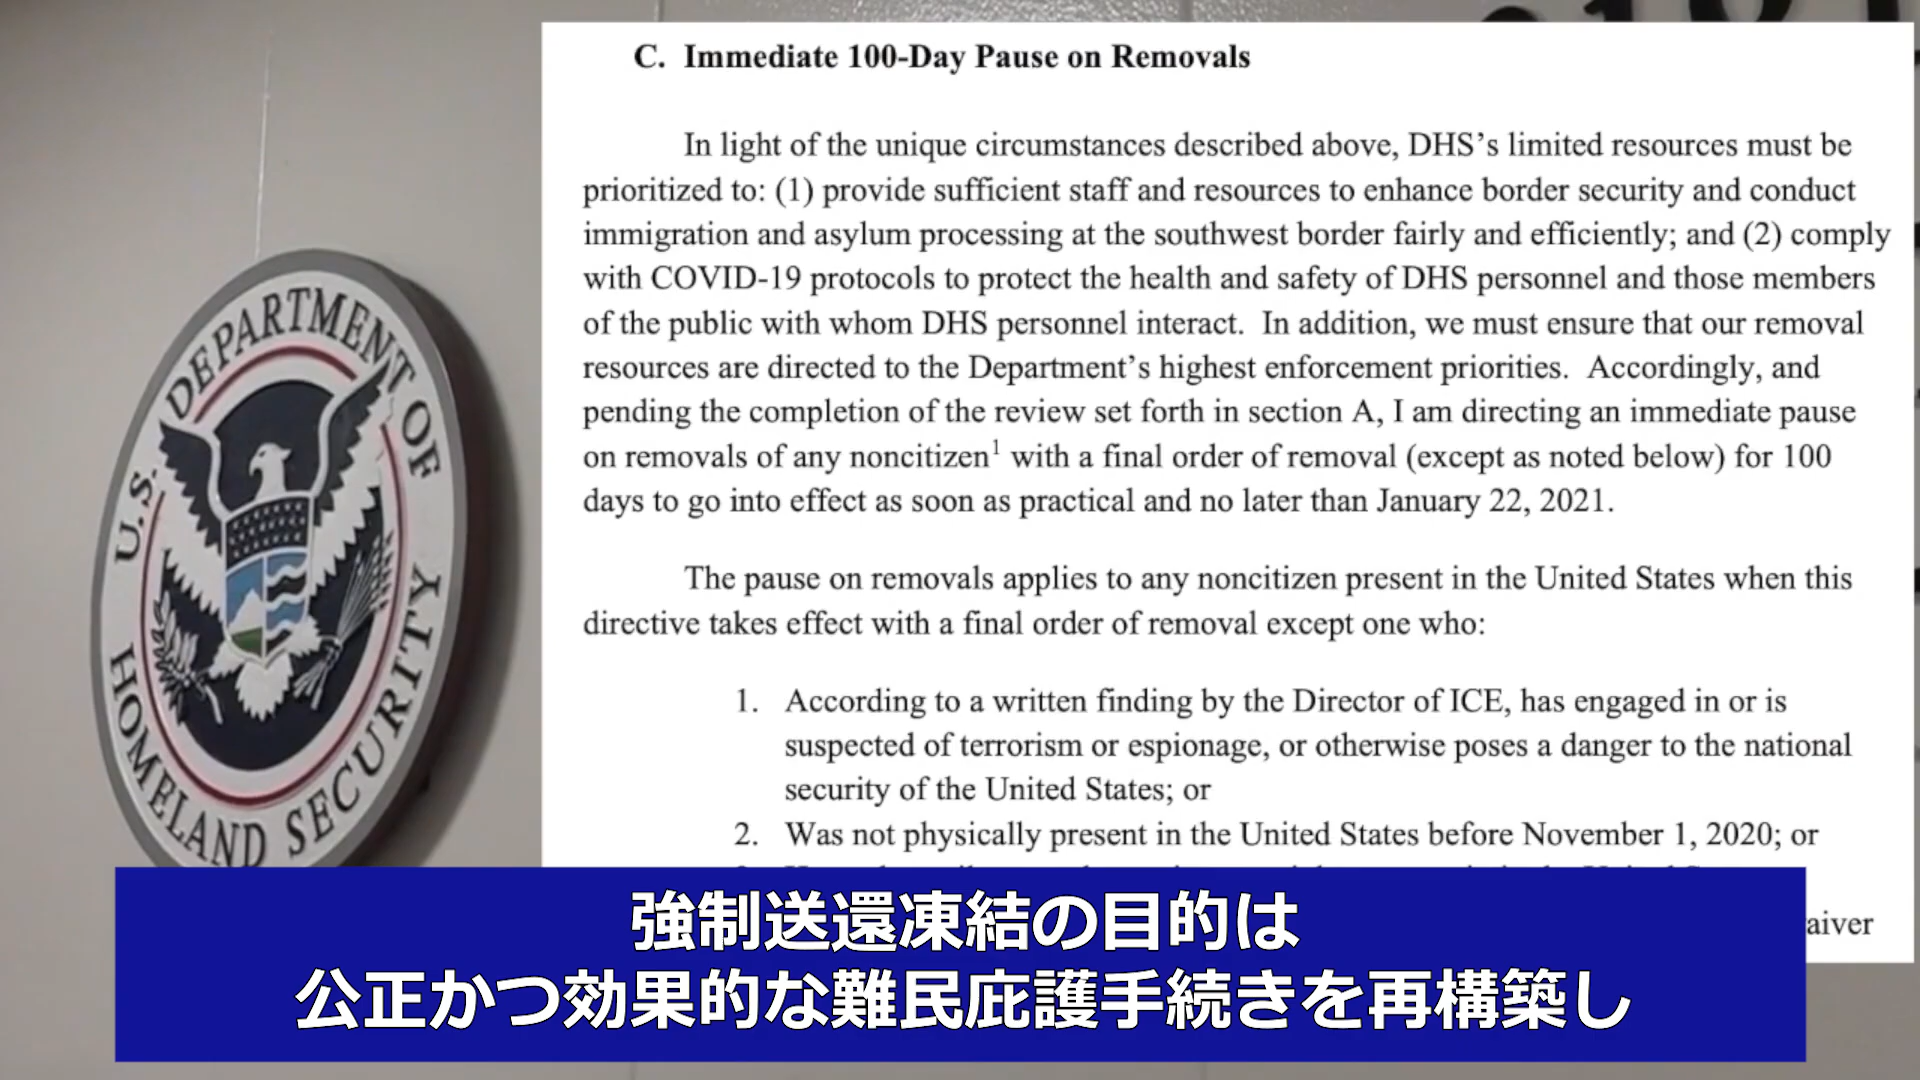 U.S. DEPARTMENT OF
HOMELAND SECURITY
C. Immediate 100-Day Pause on Removals
In light of the unique circumstances described above, DHS’s limited resources must be
prioritized to: (1) provide sufficient staff and resources to enhance border security and conduct
immigration and asylum processing at the southwest border fairly and efficiently; and (2) comply
with COVID-19 protocols to protect the health and safety of DHS personnel and those members
of the public with whom DHS personnel interact. In addition, we must ensure that our removal
resources are directed to the Department’s highest enforcement priorities. Accordingly, and
pending the completion of the review set forth in section A, I am directing an immediate pause
on removals of any noncitizen¹ with a final order of removal (except as noted below) for 100
days to go into effect as soon as practical and no later than January 22, 2021.
The pause on removals applies to any noncitizen present in the United States when this
directive takes effect with a final order of removal except one who:
1. According to a written finding by the Director of ICE, has engaged in or is
suspected of terrorism or espionage, or otherwise poses a danger to the national
security of the United States; or
2. Was not physically present in the United States before November 1, 2020; or
aiver
強制送還凍結の目的は
公正かつ効果的な難民庇護手続きを再構築し